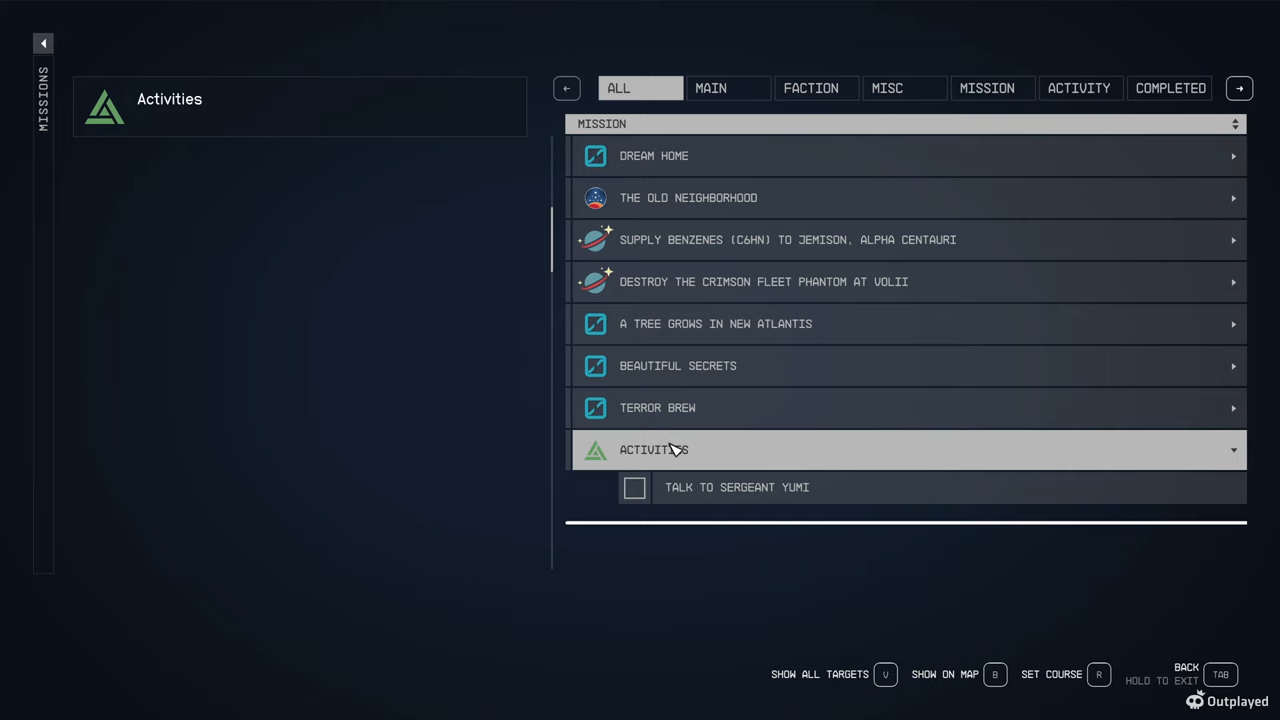 MISSIONS
Activities
ALL
MAIN
FACTION
MISC
MISSION
ACTIVITY
COMPLETED
MISSION
DREAM HOME
THE OLD NEIGHBORHOOD
SUPPLY BENZENES (C6HN) TO JEMISON, ALPHA CENTAURI
DESTROY THE CRIMSON FLEET PHANTOM AT VOLII
A TREE GROWS IN NEW ATLANTIS
BEAUTIFUL SECRETS
TERROR BREW
ACTIVITIES
TALK TO SERGEANT YUMI
SHOW ALL TARGETS V
SHOW ON MAP B
SET COURSE R
BACK
HOLD TO EXIT
TAB
Outplayed